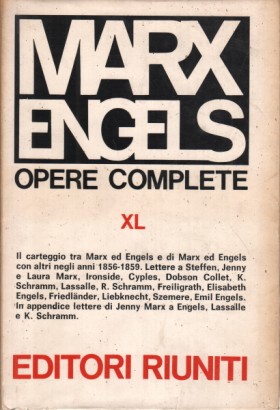 MARX
ENGELS
OPERE COMPLETE
XL
Il carteggio tra Marx ed Engels e di Marx ed Engels
con altri negli anni 1856-1859. Lettere a Steffen, Jenny
e Laura Marx, Ironside, Cyples, Dobson Collet, K.
Schramm, Lassalle, R. Schramm, Freiligrath, Elisabeth
Engels, Friedländer, Liebknecht, Szemere, Emil Engels.
In appendice lettere di Jenny Marx a Engels, Lassalle
e K. Schramm.
EDITORI RIUNITI